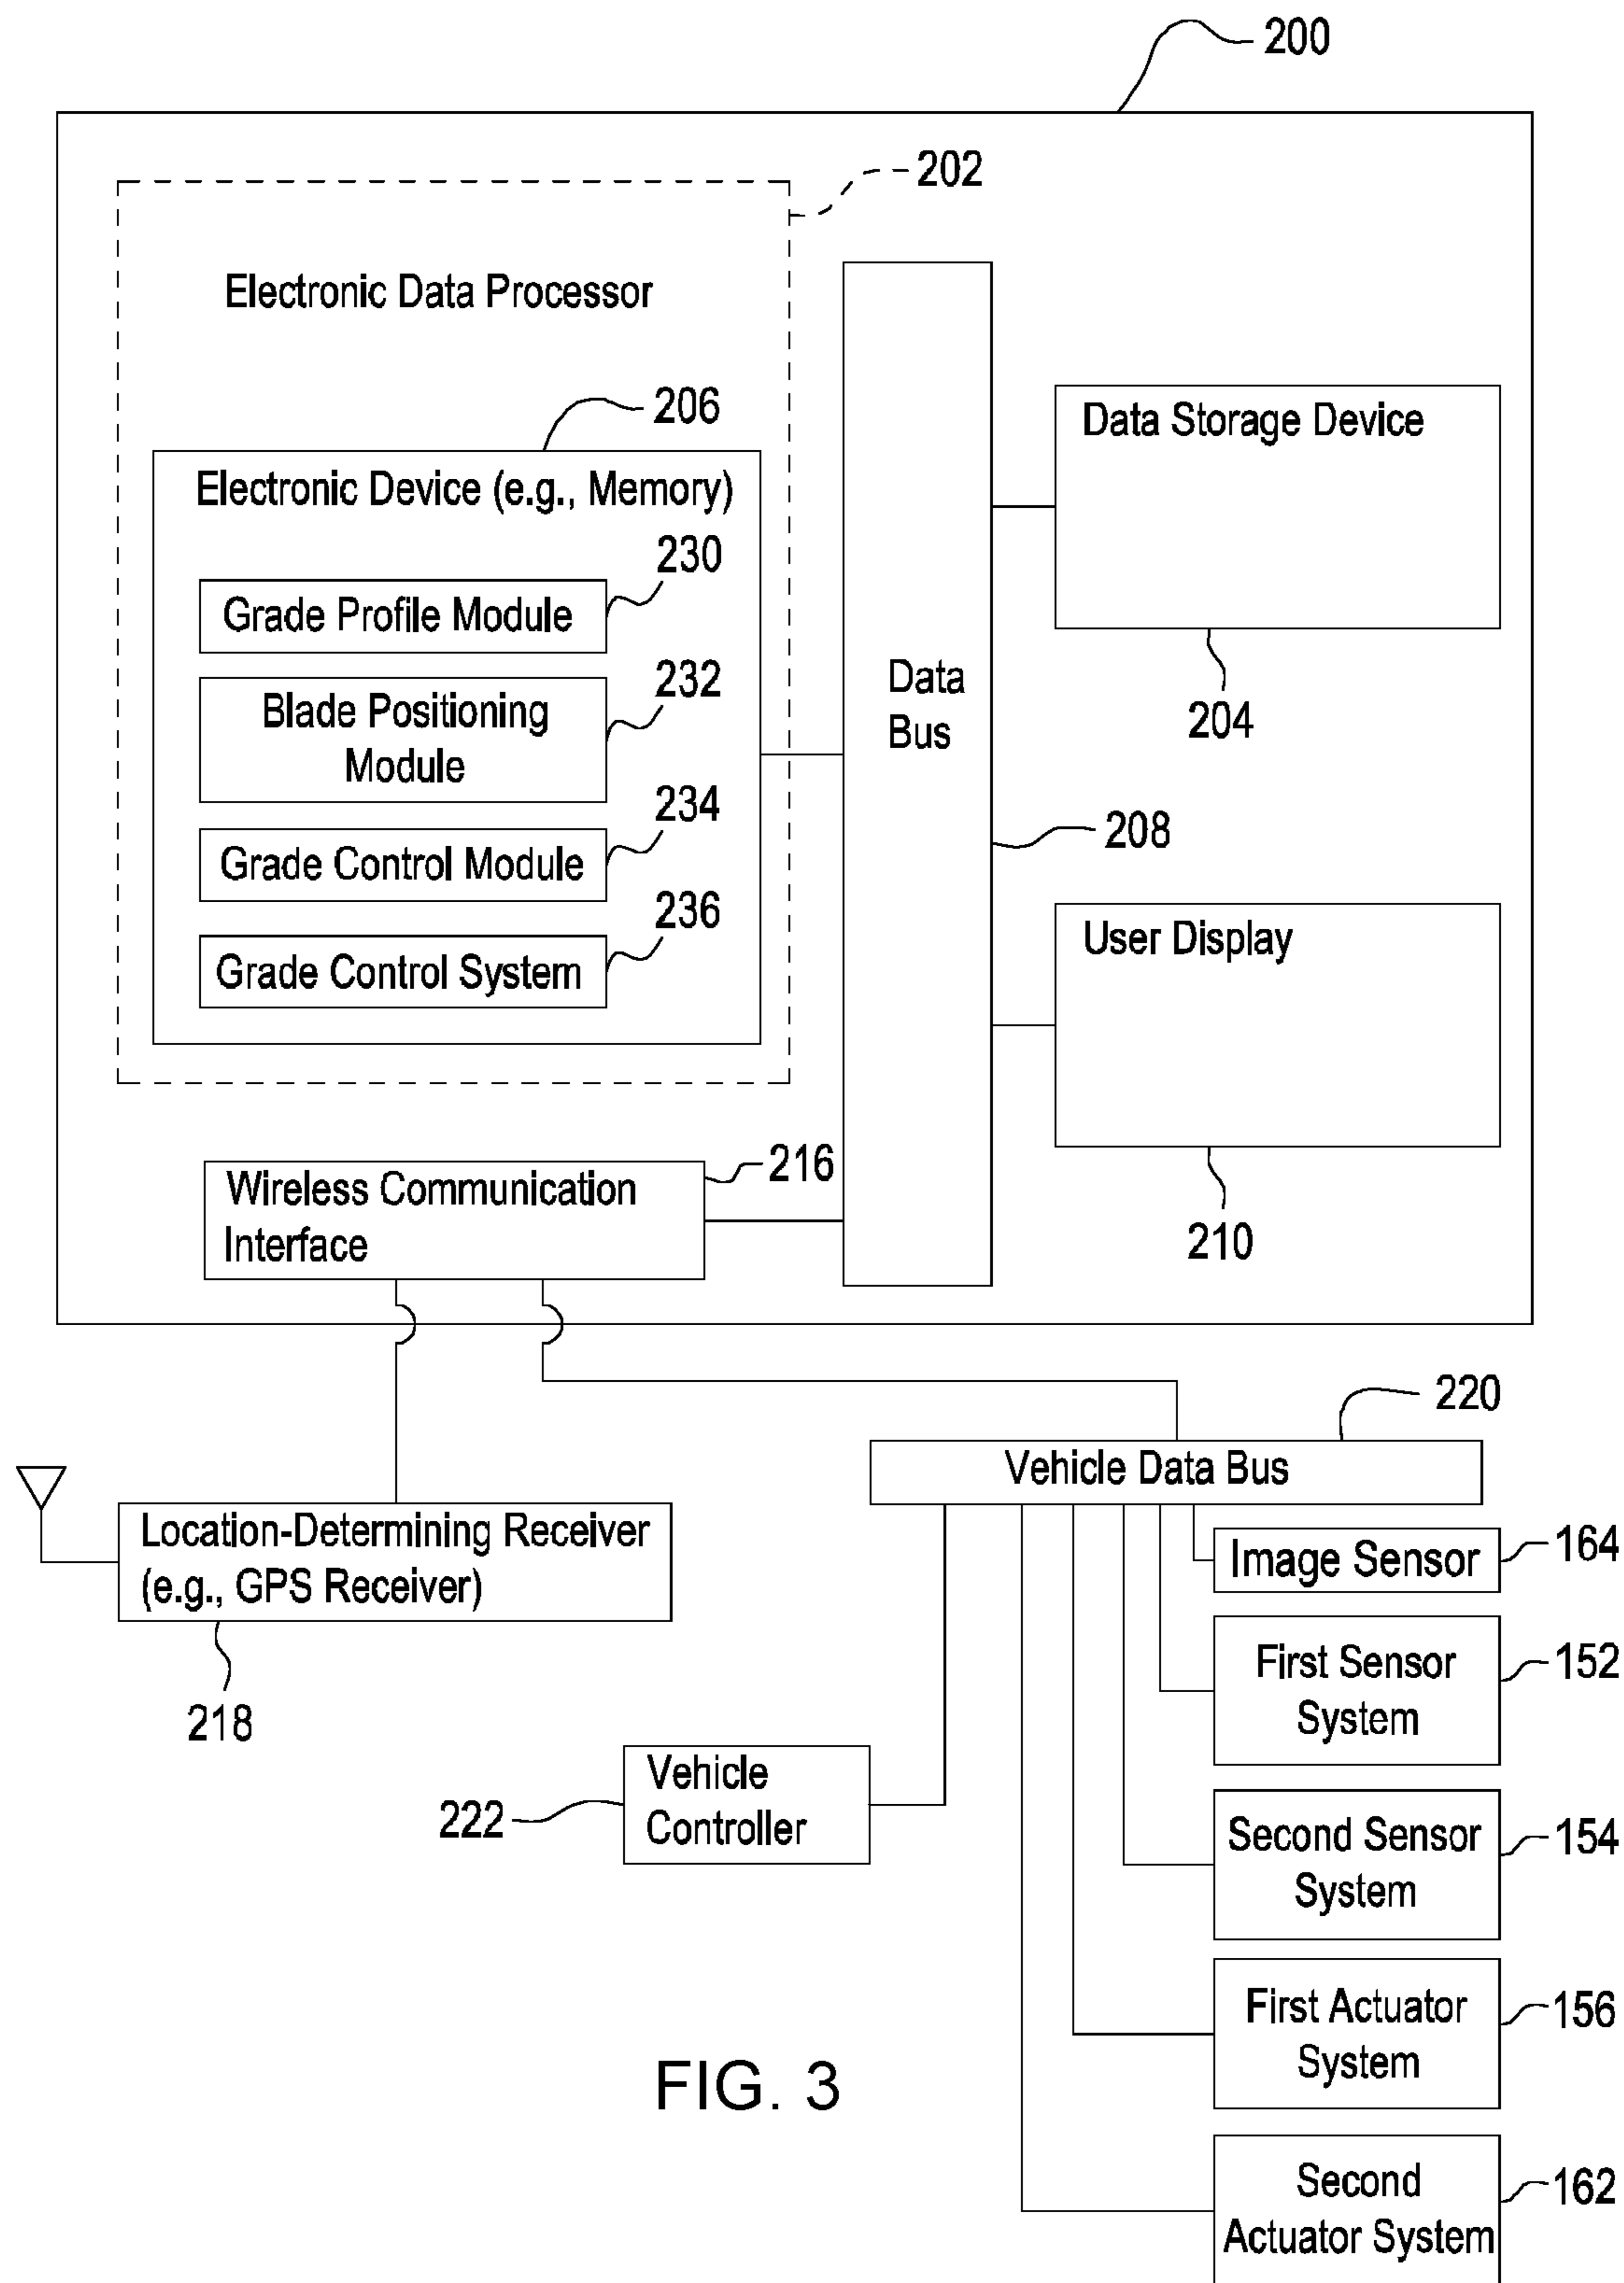 200
202
Electronic Data Processor
206
Electronic Device (e.g., Memory)
230
Grade Profile Module
232
Blade Positioning
Module
234
Grade Control Module
236
Grade Control System
Data
Bus
208
Data Storage Device
204
User Display
210
216
Wireless Communication
Interface
220
Vehicle Data Bus
Location-Determining Receiver
(e.g., GPS Receiver)
218
Image Sensor
164
First Sensor
System
152
Vehicle
Controller
222
Second Sensor
System
154
First Actuator
System
156
Second
Actuator System
162
FIG. 3